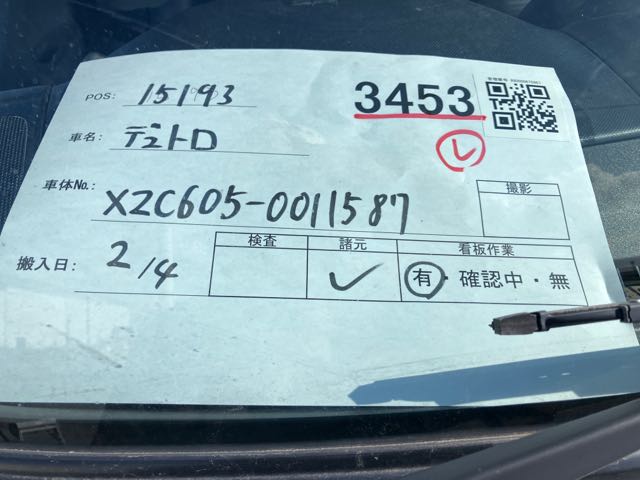 POS: 15193
3453
レ
車名: デュトロ
車体No.: XZC605-0011587
撮影
搬入日: 2/4
検査 諸元 看板作業
✓ 有・確認中・無